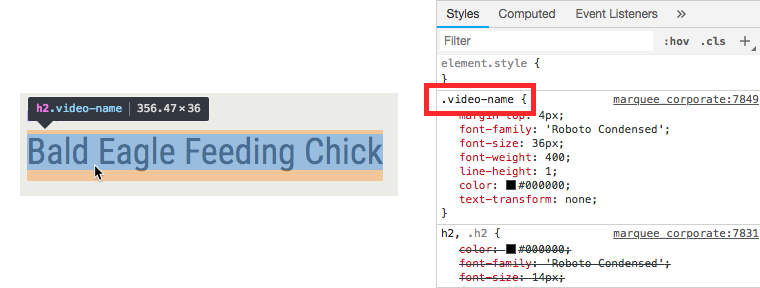 h2.video-name 356.47 × 36
Bald Eagle Feeding Chick
Styles Computed Event Listeners »
Filter :hov .cls +
element.style {
}
.video-name { marquee_corporate:7849
margin-top: 4px;
font-family: 'Roboto Condensed';
font-size: 36px;
font-weight: 400;
line-height: 1;
color: #000000;
text-transform: none;
}
h2, .h2 { marquee_corporate:7831
color: #000000;
font-family: 'Roboto Condensed';
font-size: 14px;